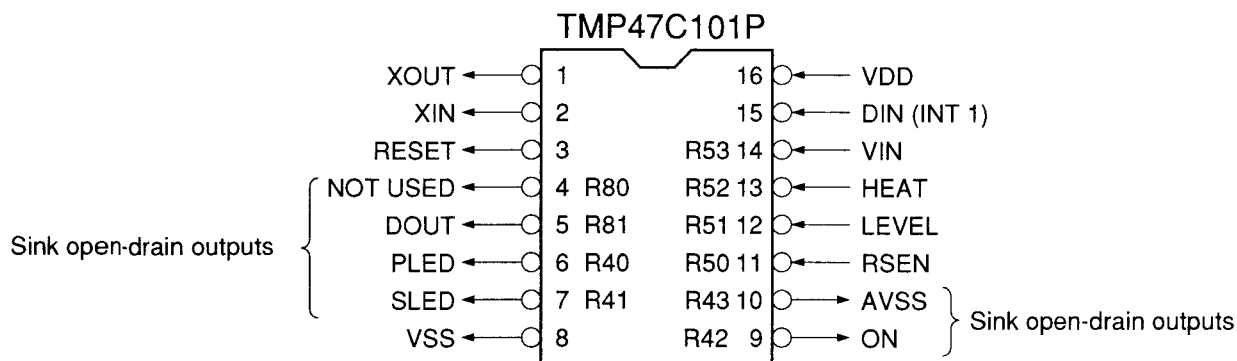 TMP47C101P
XOUT 1 16 VDD
XIN 2 15 DIN (INT 1)
RESET 3 R53 14 VIN
NOT USED 4 R80 R52 13 HEAT
DOUT 5 R81 R51 12 LEVEL
Sink open-drain outputs
PLED 6 R40 R50 11 RSEN
SLED 7 R41 R43 10 AVSS
Sink open-drain outputs
VSS 8 R42 9 ON